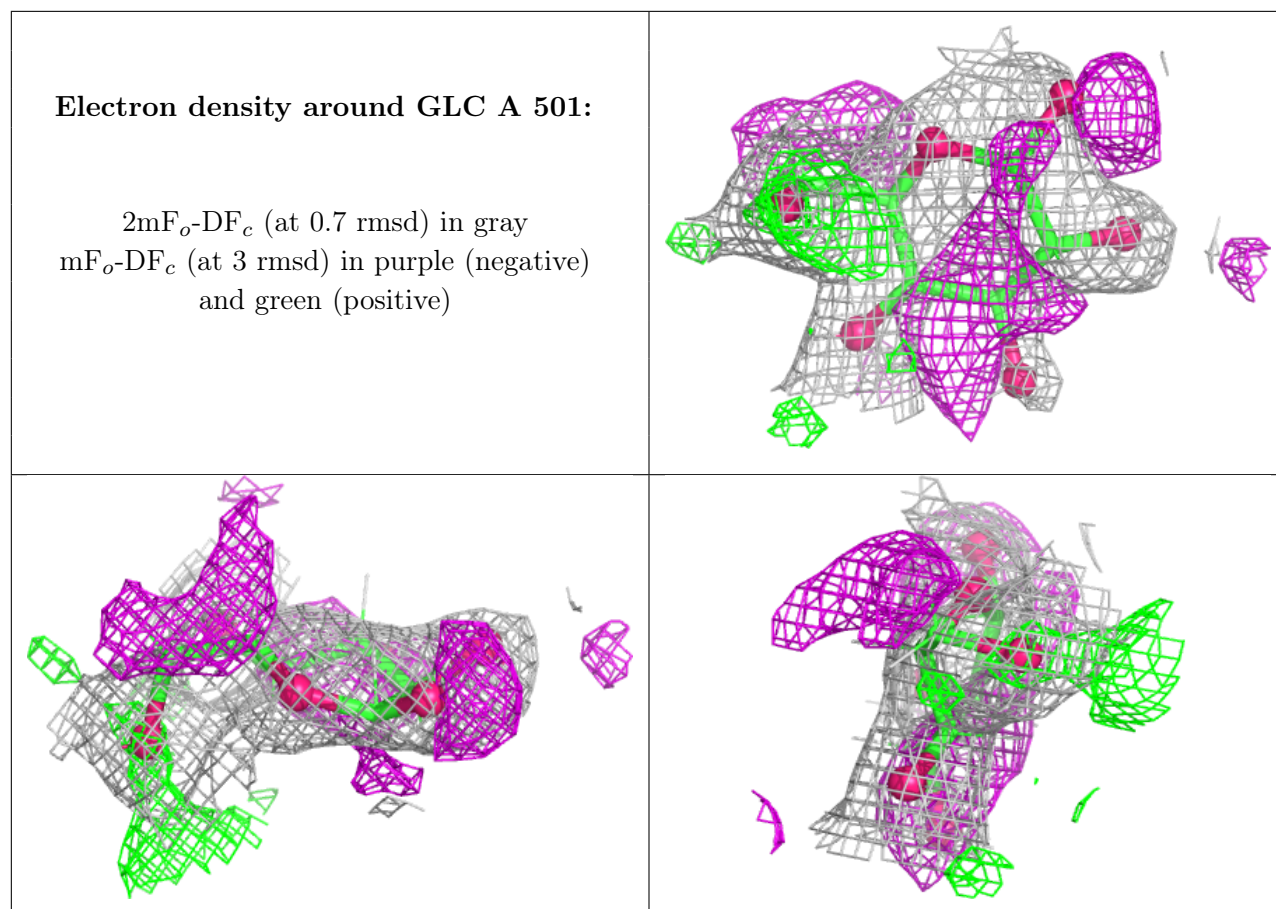 Electron density around GLC A 501:
2mFo-DFc (at 0.7 rmsd) in gray
mFo-DFc (at 3 rmsd) in purple (negative)
and green (positive)